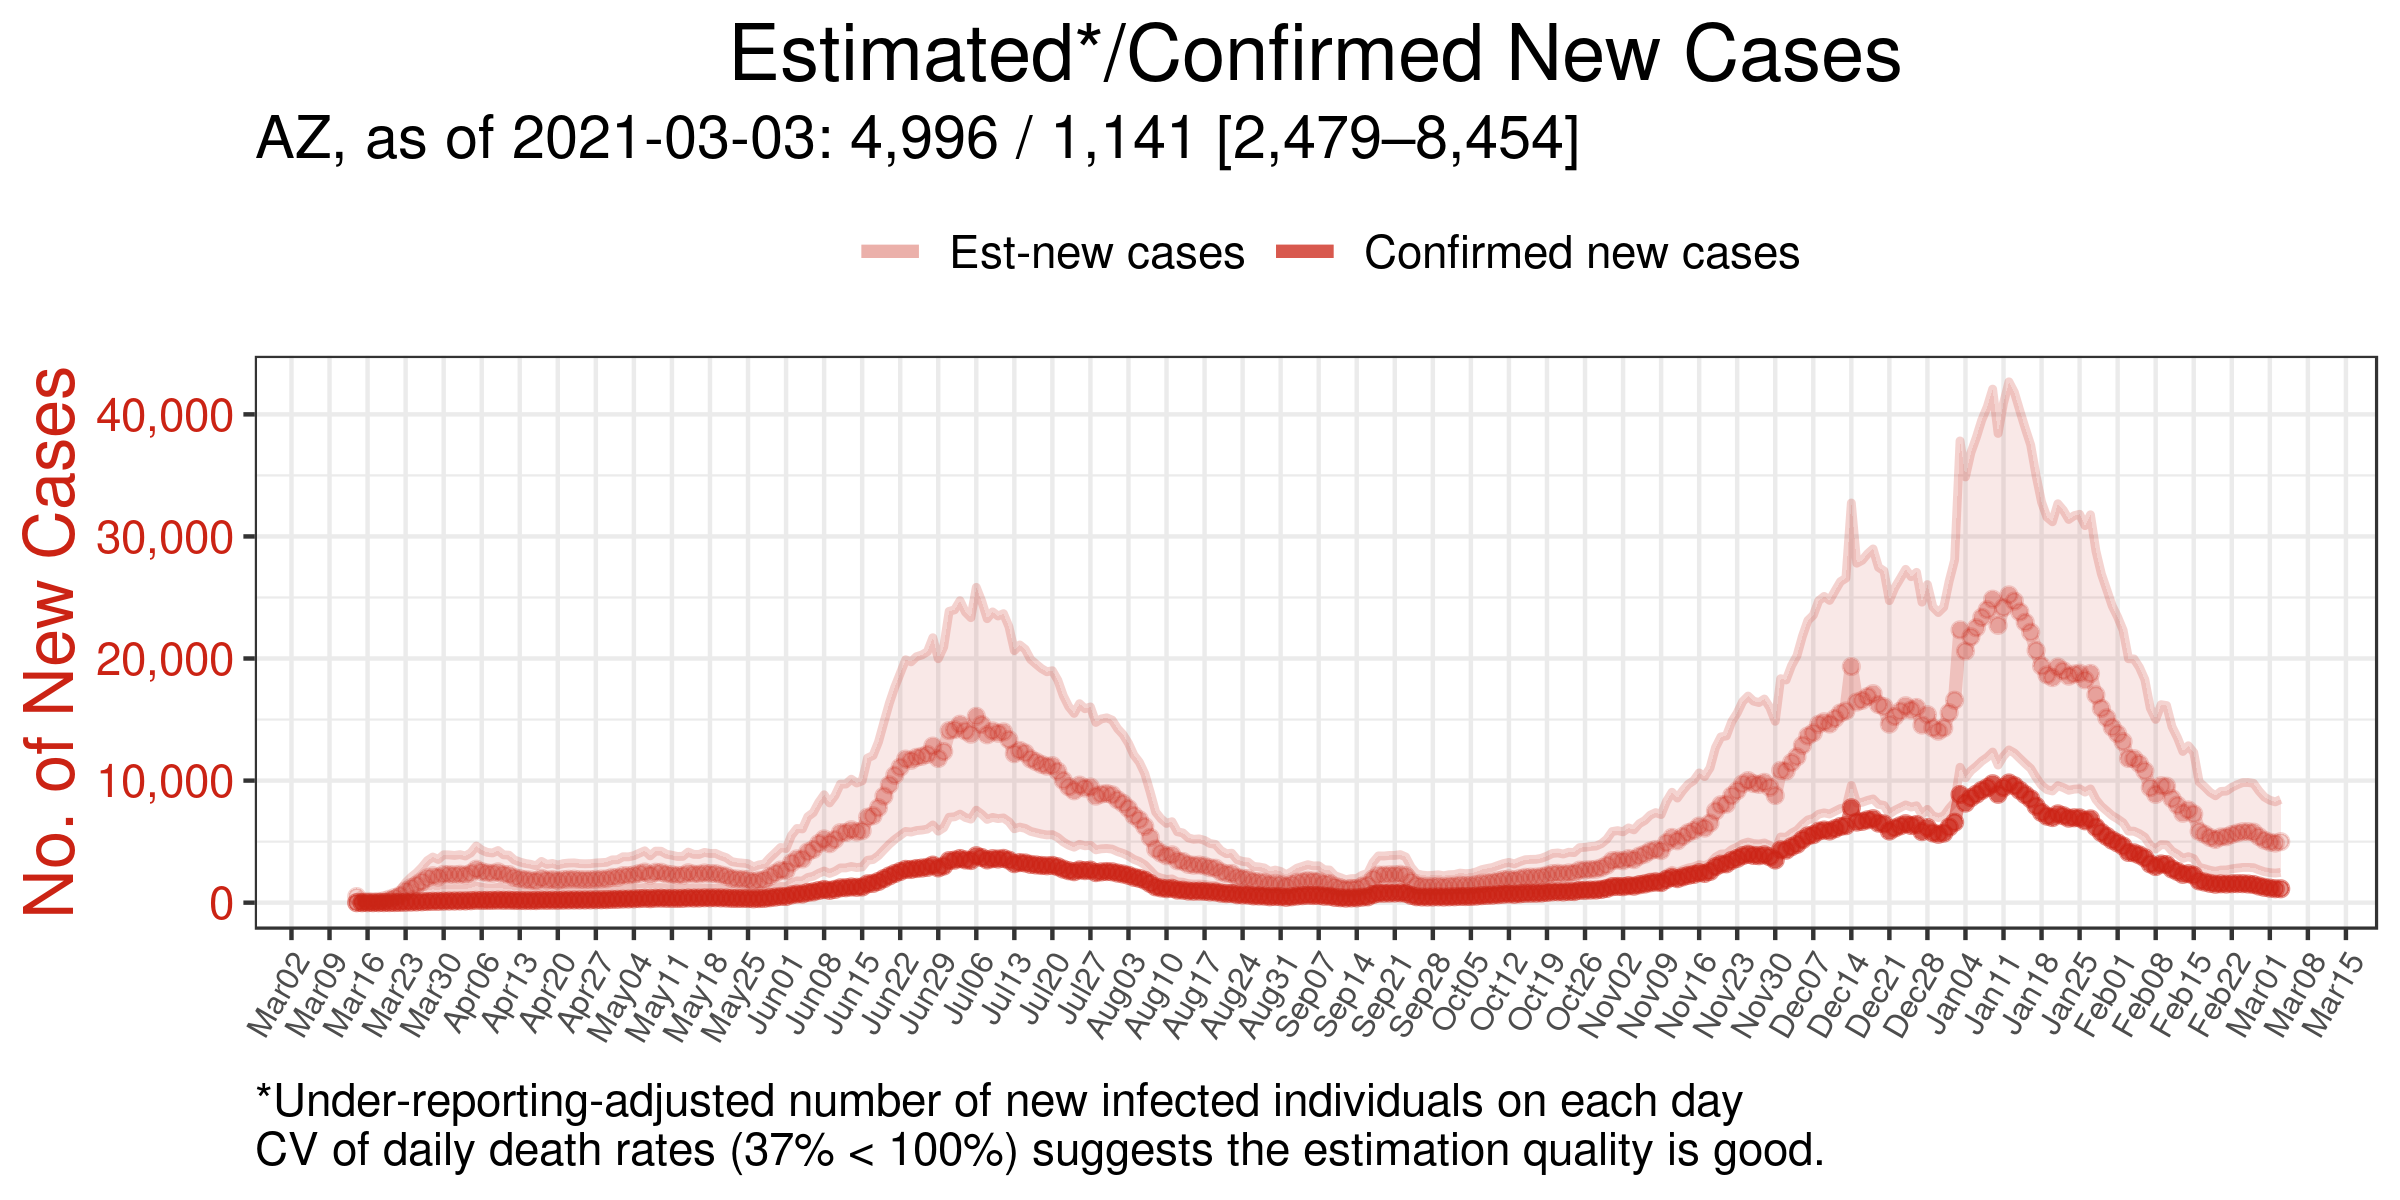 Estimated*/Confirmed New Cases
AZ, as of 2021-03-03: 4,996 / 1,141 [2,479–8,454]
Est-new cases Confirmed new cases
No. of New Cases
40,000
30,000
20,000
10,000
0
Mar02 Mar09 Mar16 Mar23 Mar30 Apr06 Apr13 Apr20 Apr27 May04 May11 May18 May25 Jun01 Jun08 Jun15 Jun22 Jun29 Jul06 Jul13 Jul20 Jul27 Aug03 Aug10 Aug17 Aug24 Aug31 Sep07 Sep14 Sep21 Sep28 Oct05 Oct12 Oct19 Oct26 Nov02 Nov09 Nov16 Nov23 Nov30 Dec07 Dec14 Dec21 Dec28 Jan04 Jan11 Jan18 Jan25 Feb01 Feb08 Feb15 Feb22 Mar01 Mar08 Mar15
*Under-reporting-adjusted number of new infected individuals on each day
CV of daily death rates (37% < 100%) suggests the estimation quality is good.